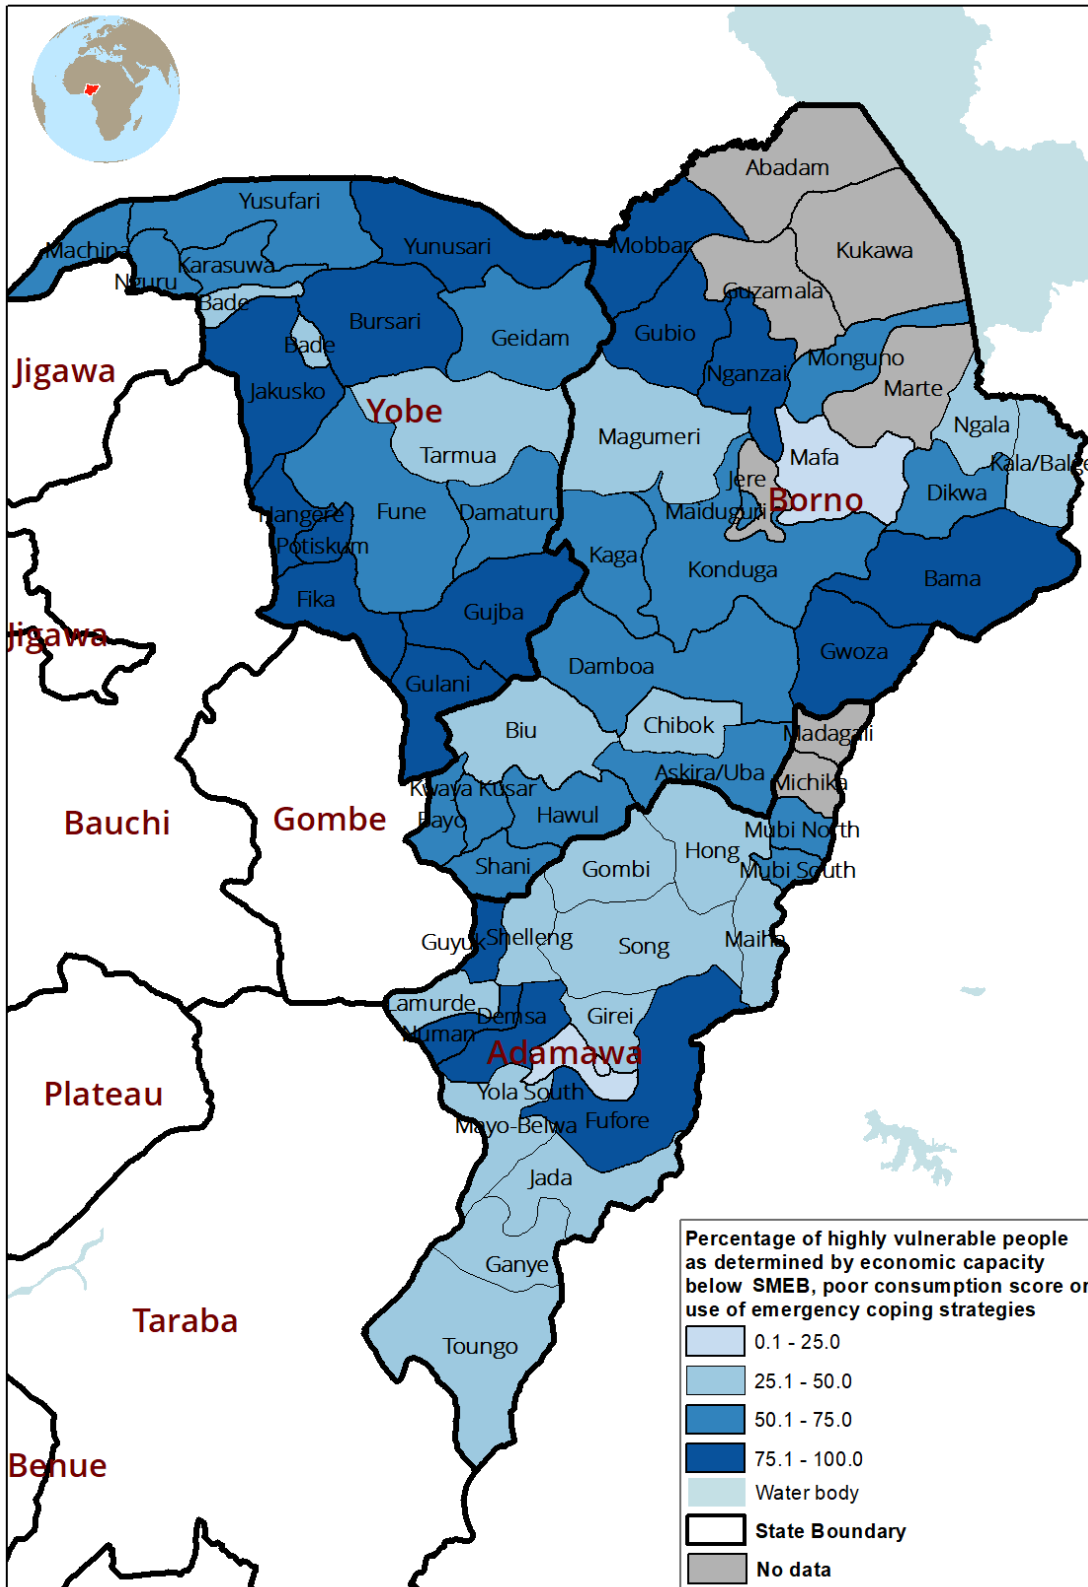 Abadam
Yusufari
Machina
Yunusari
Mobbar
Kukawa
Karasuwa
Nguru
Guzamala
Bade
Bursari
Geidam
Gubio
Bade
Monguno
Nganzai
Jigawa
Marte
Jakusko
Yobe
Ngala
Magumeri
Tarmua
Mafa
Kala/Balge
Jere
Dikwa
Borno
Nangere
Fune
Damaturu
Maiduguri
Potiskum
Kaga
Konduga
Bama
Fika
Gujba
Jigawa
Gwoza
Damboa
Gulani
Chibok
Biu
Madagali
Askira/Uba
Michika
Kwaya Kusar
Bayo
Hawul
Bauchi
Gombe
Mubi North
Hong
Shani
Gombi
Mubi South
Guyuk
Shelleng
Song
Maiha
Lamurde
Demsa
Girei
Numan
Adamawa
Plateau
Yola South
Fufore
Mayo-Belwa
Jada
Ganye
Taraba
Toungo
Benue
Percentage of highly vulnerable people
as determined by economic capacity
below SMEB, poor consumption score or
use of emergency coping strategies
0.1 - 25.0
25.1 - 50.0
50.1 - 75.0
75.1 - 100.0
Water body
State Boundary
No data